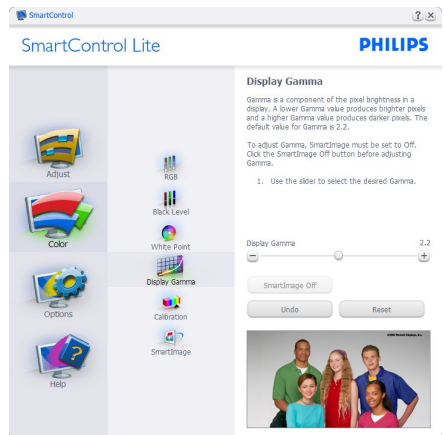 SmartControl
? x
SmartControl Lite
PHILIPS
Adjust
Color
Options
Help
RGB
Black Level
White Point
Display Gamma
Calibration
SmartImage
Display Gamma
Gamma is a component of the pixel brightness in a
display. A lower Gamma value produces brighter pixels
and a higher Gamma value produces darker pixels. The
default value for Gamma is 2.2.
To adjust Gamma, SmartImage must be set to Off.
Click the SmartImage Off button before adjusting
Gamma.
1. Use the slider to select the desired Gamma.
Display Gamma 2.2
SmartImage Off
Undo Reset